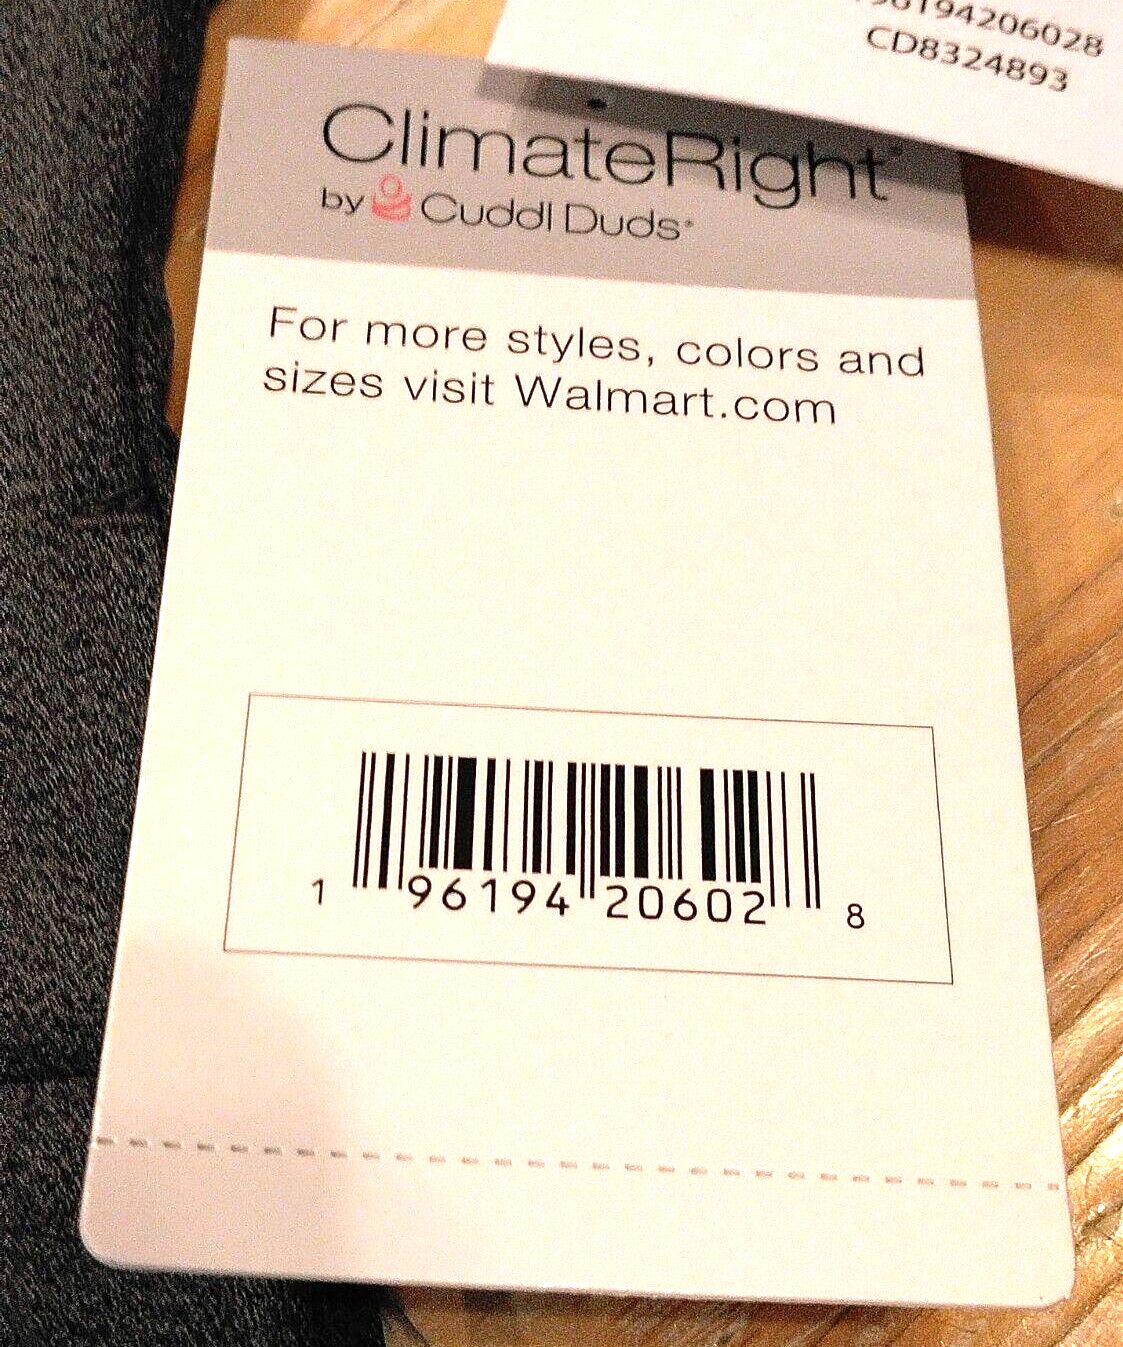 CD8324893
ClimateRight
by Cuddl Duds®
For more styles, colors and
sizes visit Walmart.com
1 96194 20602 8